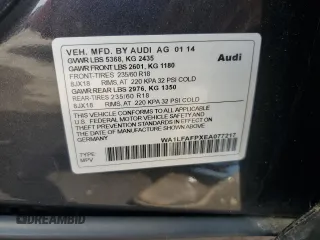 VEH. MFD. BY AUDI AG 01 14
GVWR LBS 5368, KG 2435
GAWR FRONT LBS 2601, KG 1180
FRONT-TIRES 235/60 R18
8JX18 RIMS, AT 220 KPA 32 PSI COLD
GAWR REAR LBS 2976, KG 1350
REAR-TIRES 235/60 R18
8JX18 RIMS, AT 220 KPA 32 PSI COLD
Audi
THIS VEHICLE CONFORMS TO ALL APPLICABLE
U.S. FEDERAL MOTOR VEHICLE SAFETY AND
THEFT PREVENTION STANDARDS IN EFFECT ON THE
DATE OF MANUFACTURE SHOWN ABOVE.
GERMANY
WA1LFAFPXEA077217
TYPE:
MPV
© DREAMBID